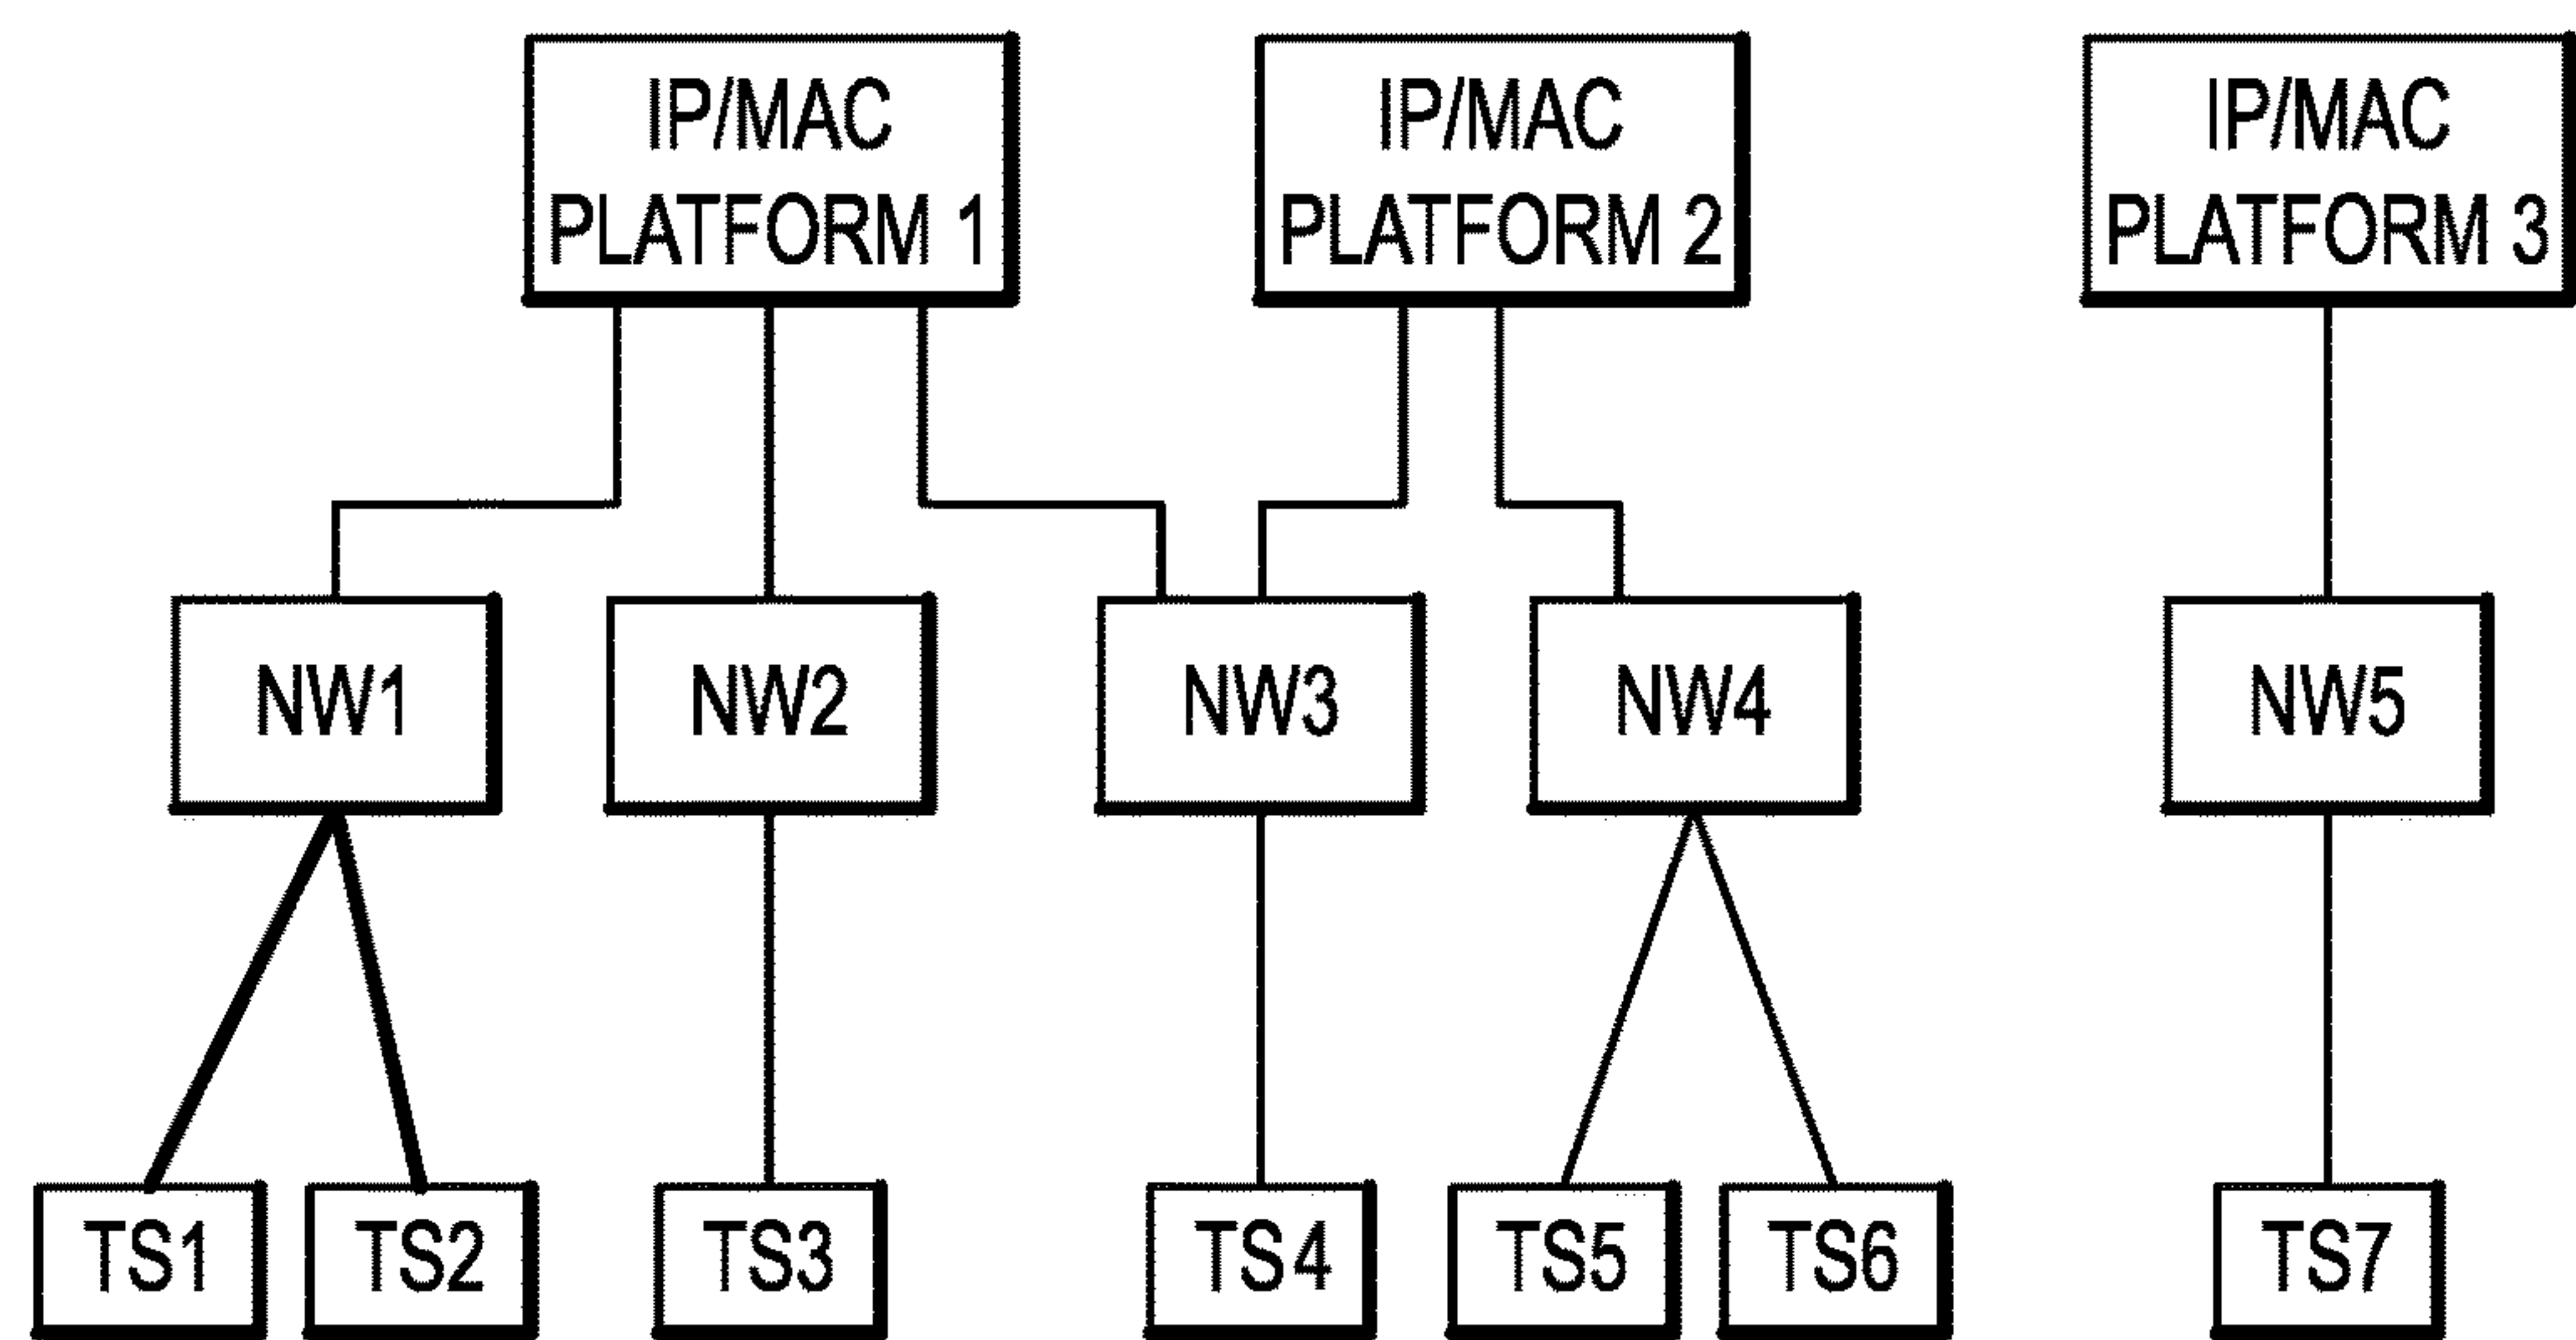 IP/MAC
PLATFORM 1
IP/MAC
PLATFORM 2
IP/MAC
PLATFORM 3
NW1
NW2
NW3
NW4
NW5
TS1
TS2
TS3
TS4
TS5
TS6
TS7